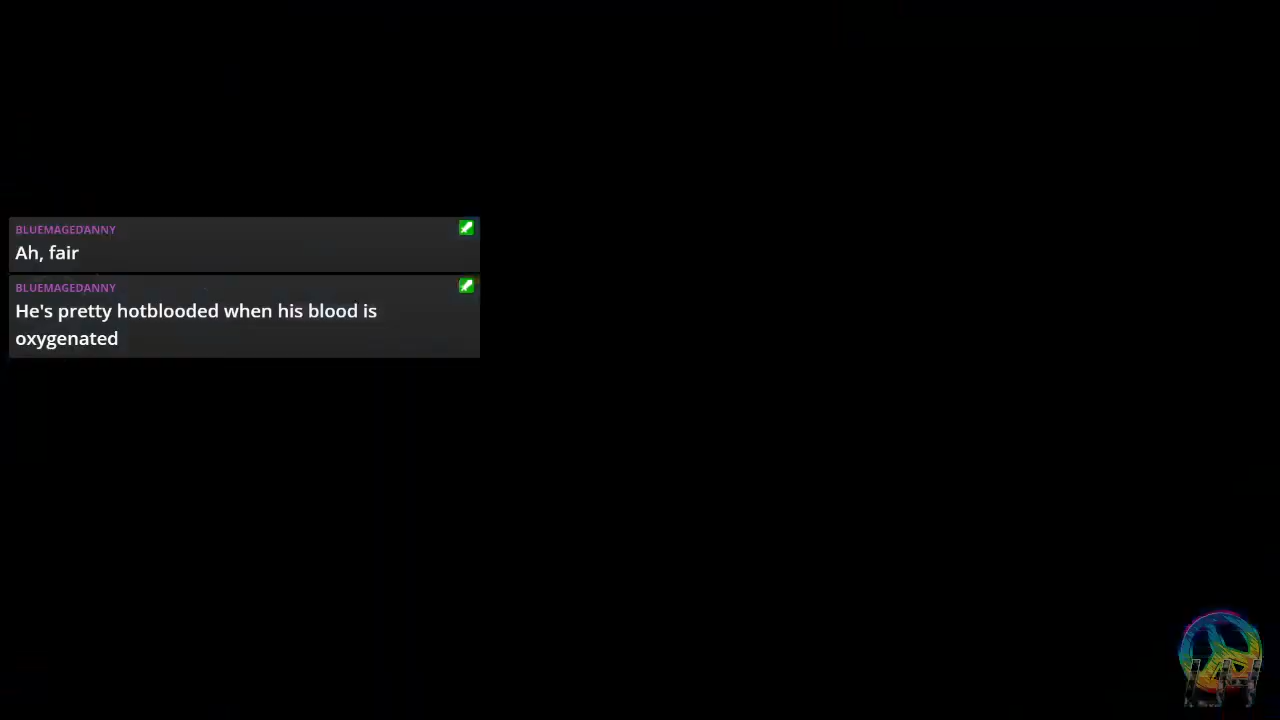 BLUEMAGEDANNY
Ah, fair
BLUEMAGEDANNY
He's pretty hotblooded when his blood is
oxygenated